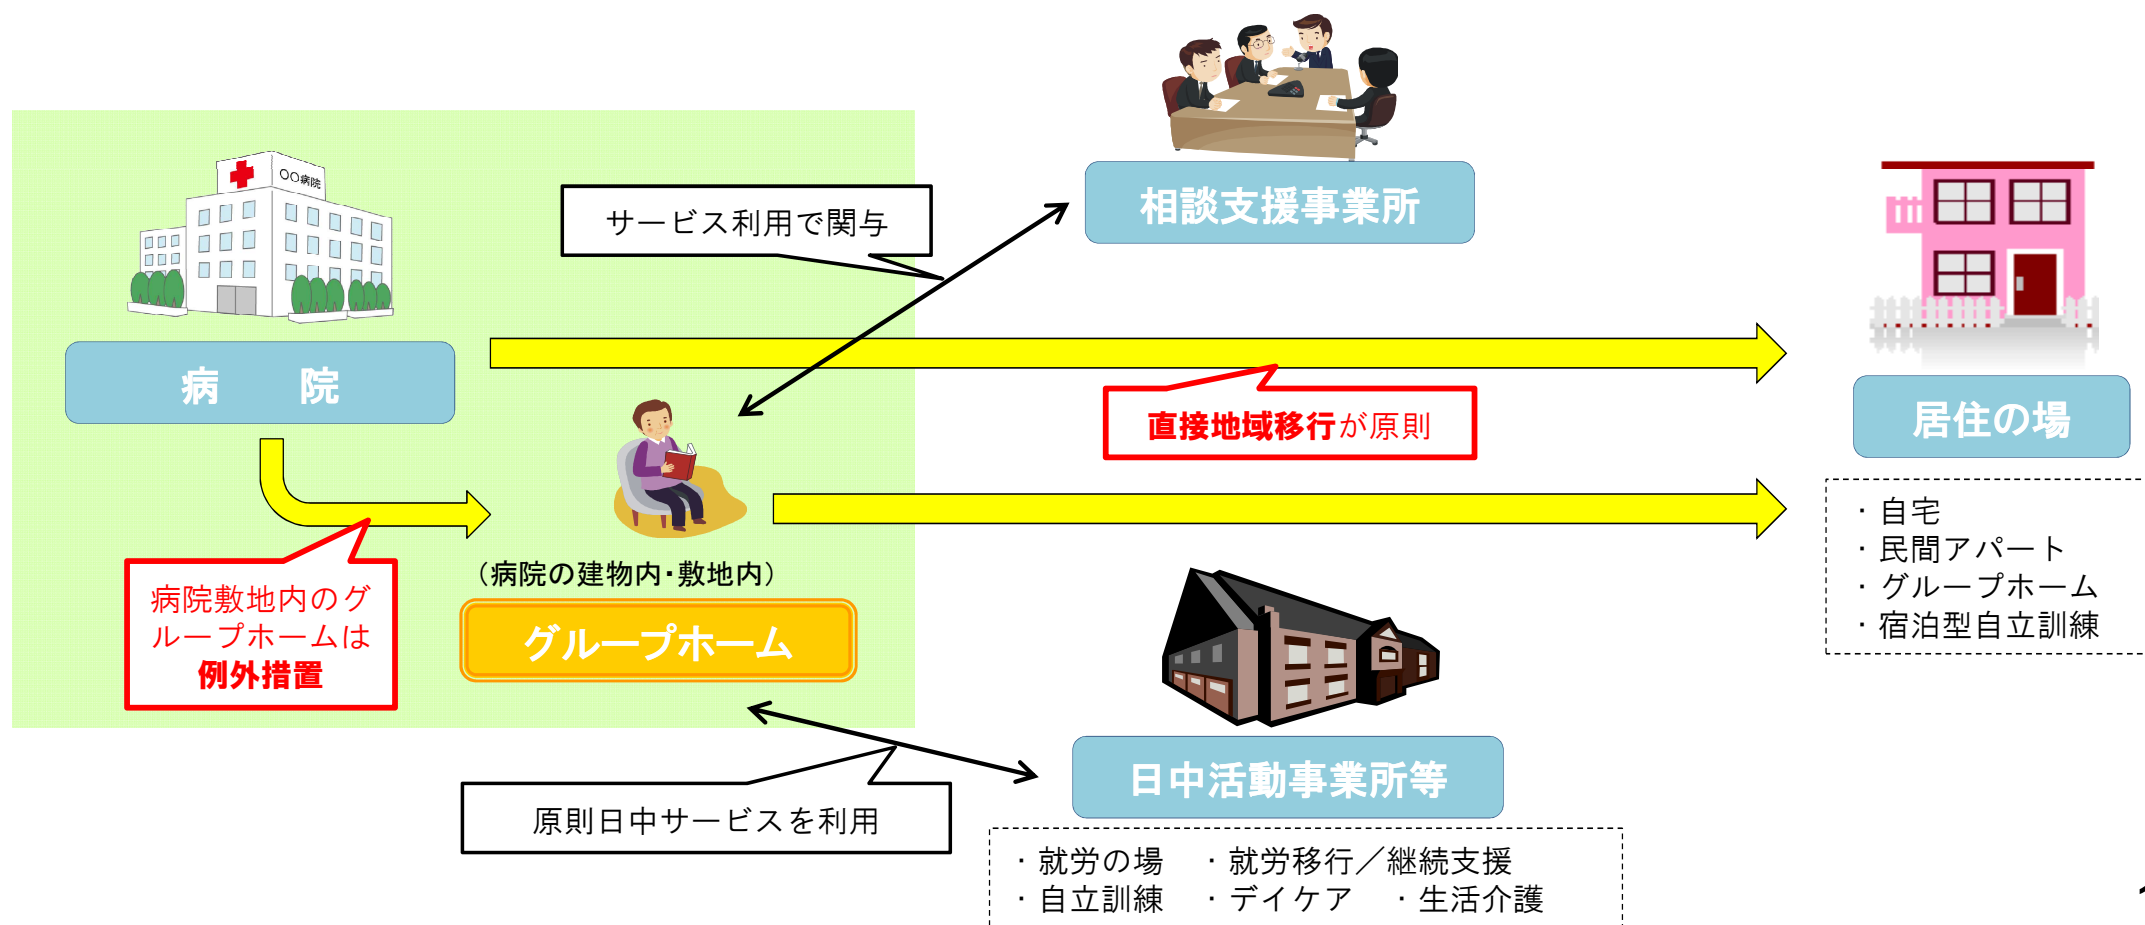 〇〇病院
サービス利用で関与
相談支援事業所
病　院
直接地域移行が原則
居住の場
・自宅
・民間アパート
・グループホーム
・宿泊型自立訓練
病院敷地内のグ
ループホームは
例外措置
（病院の建物内・敷地内）
グループホーム
日中活動事業所等
原則日中サービスを利用
・就労の場　・就労移行／継続支援
・自立訓練　・デイケア　・生活介護